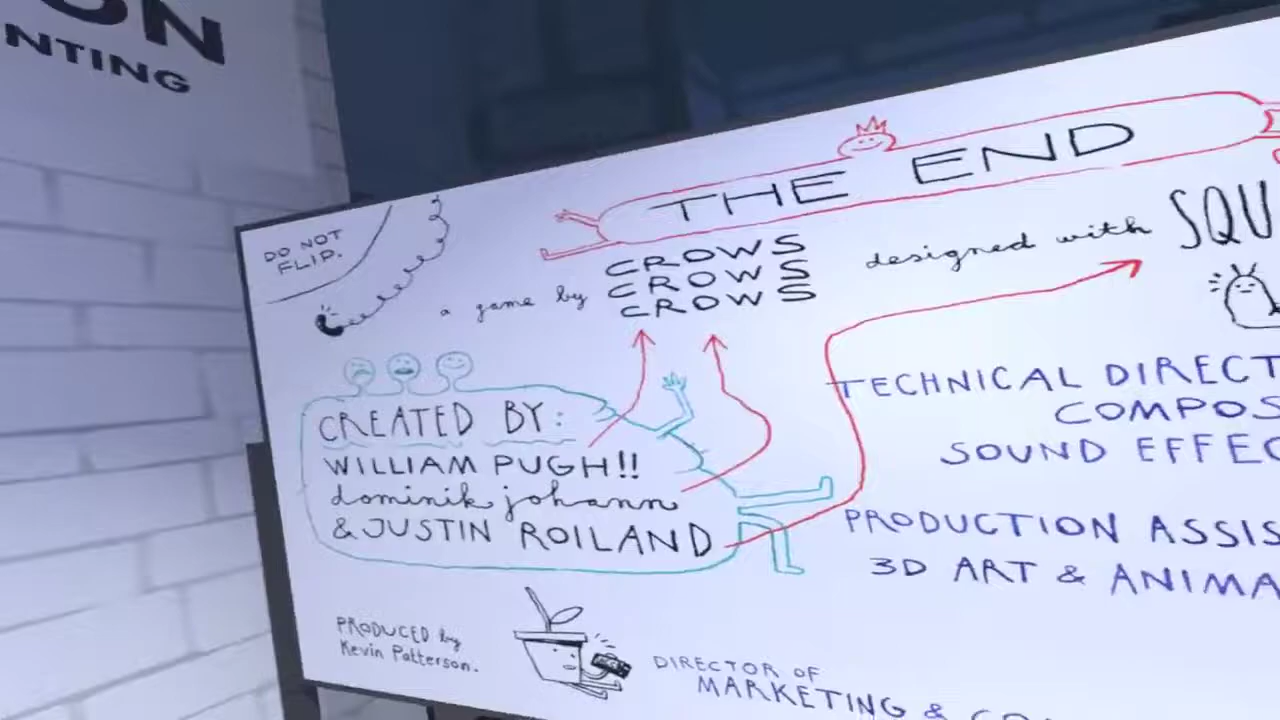 NTING
THE END
DO NOT
FLIP.
a game by
CROWS
CROWS
CROWS
designed with
CREATED BY:
WILLIAM PUGH!!
dominik johann
& JUSTIN ROILAND
TECHNICAL DIRECT
COMPOS
SOUND EFFEC
PRODUCTION ASSIS
3D ART & ANIMA
PRODUCED by
Kevin Patterson.
DIRECTOR OF
MARKETING &